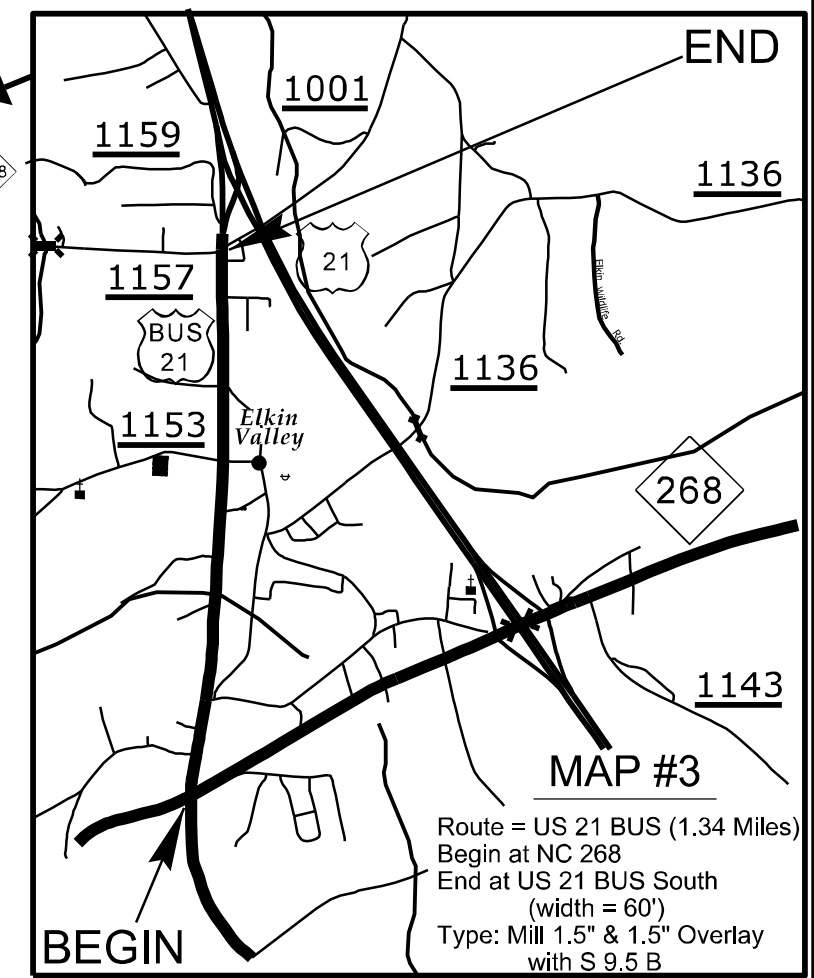 END
1001
1159
8
1136
21
1157
BUS
21
Elkin Wildlife Rd.
1136
1153
Elkin
Valley
268
1143
MAP #3
Route = US 21 BUS (1.34 Miles)
Begin at NC 268
End at US 21 BUS South
(width = 60')
Type: Mill 1.5" & 1.5" Overlay
with S 9.5 B
BEGIN